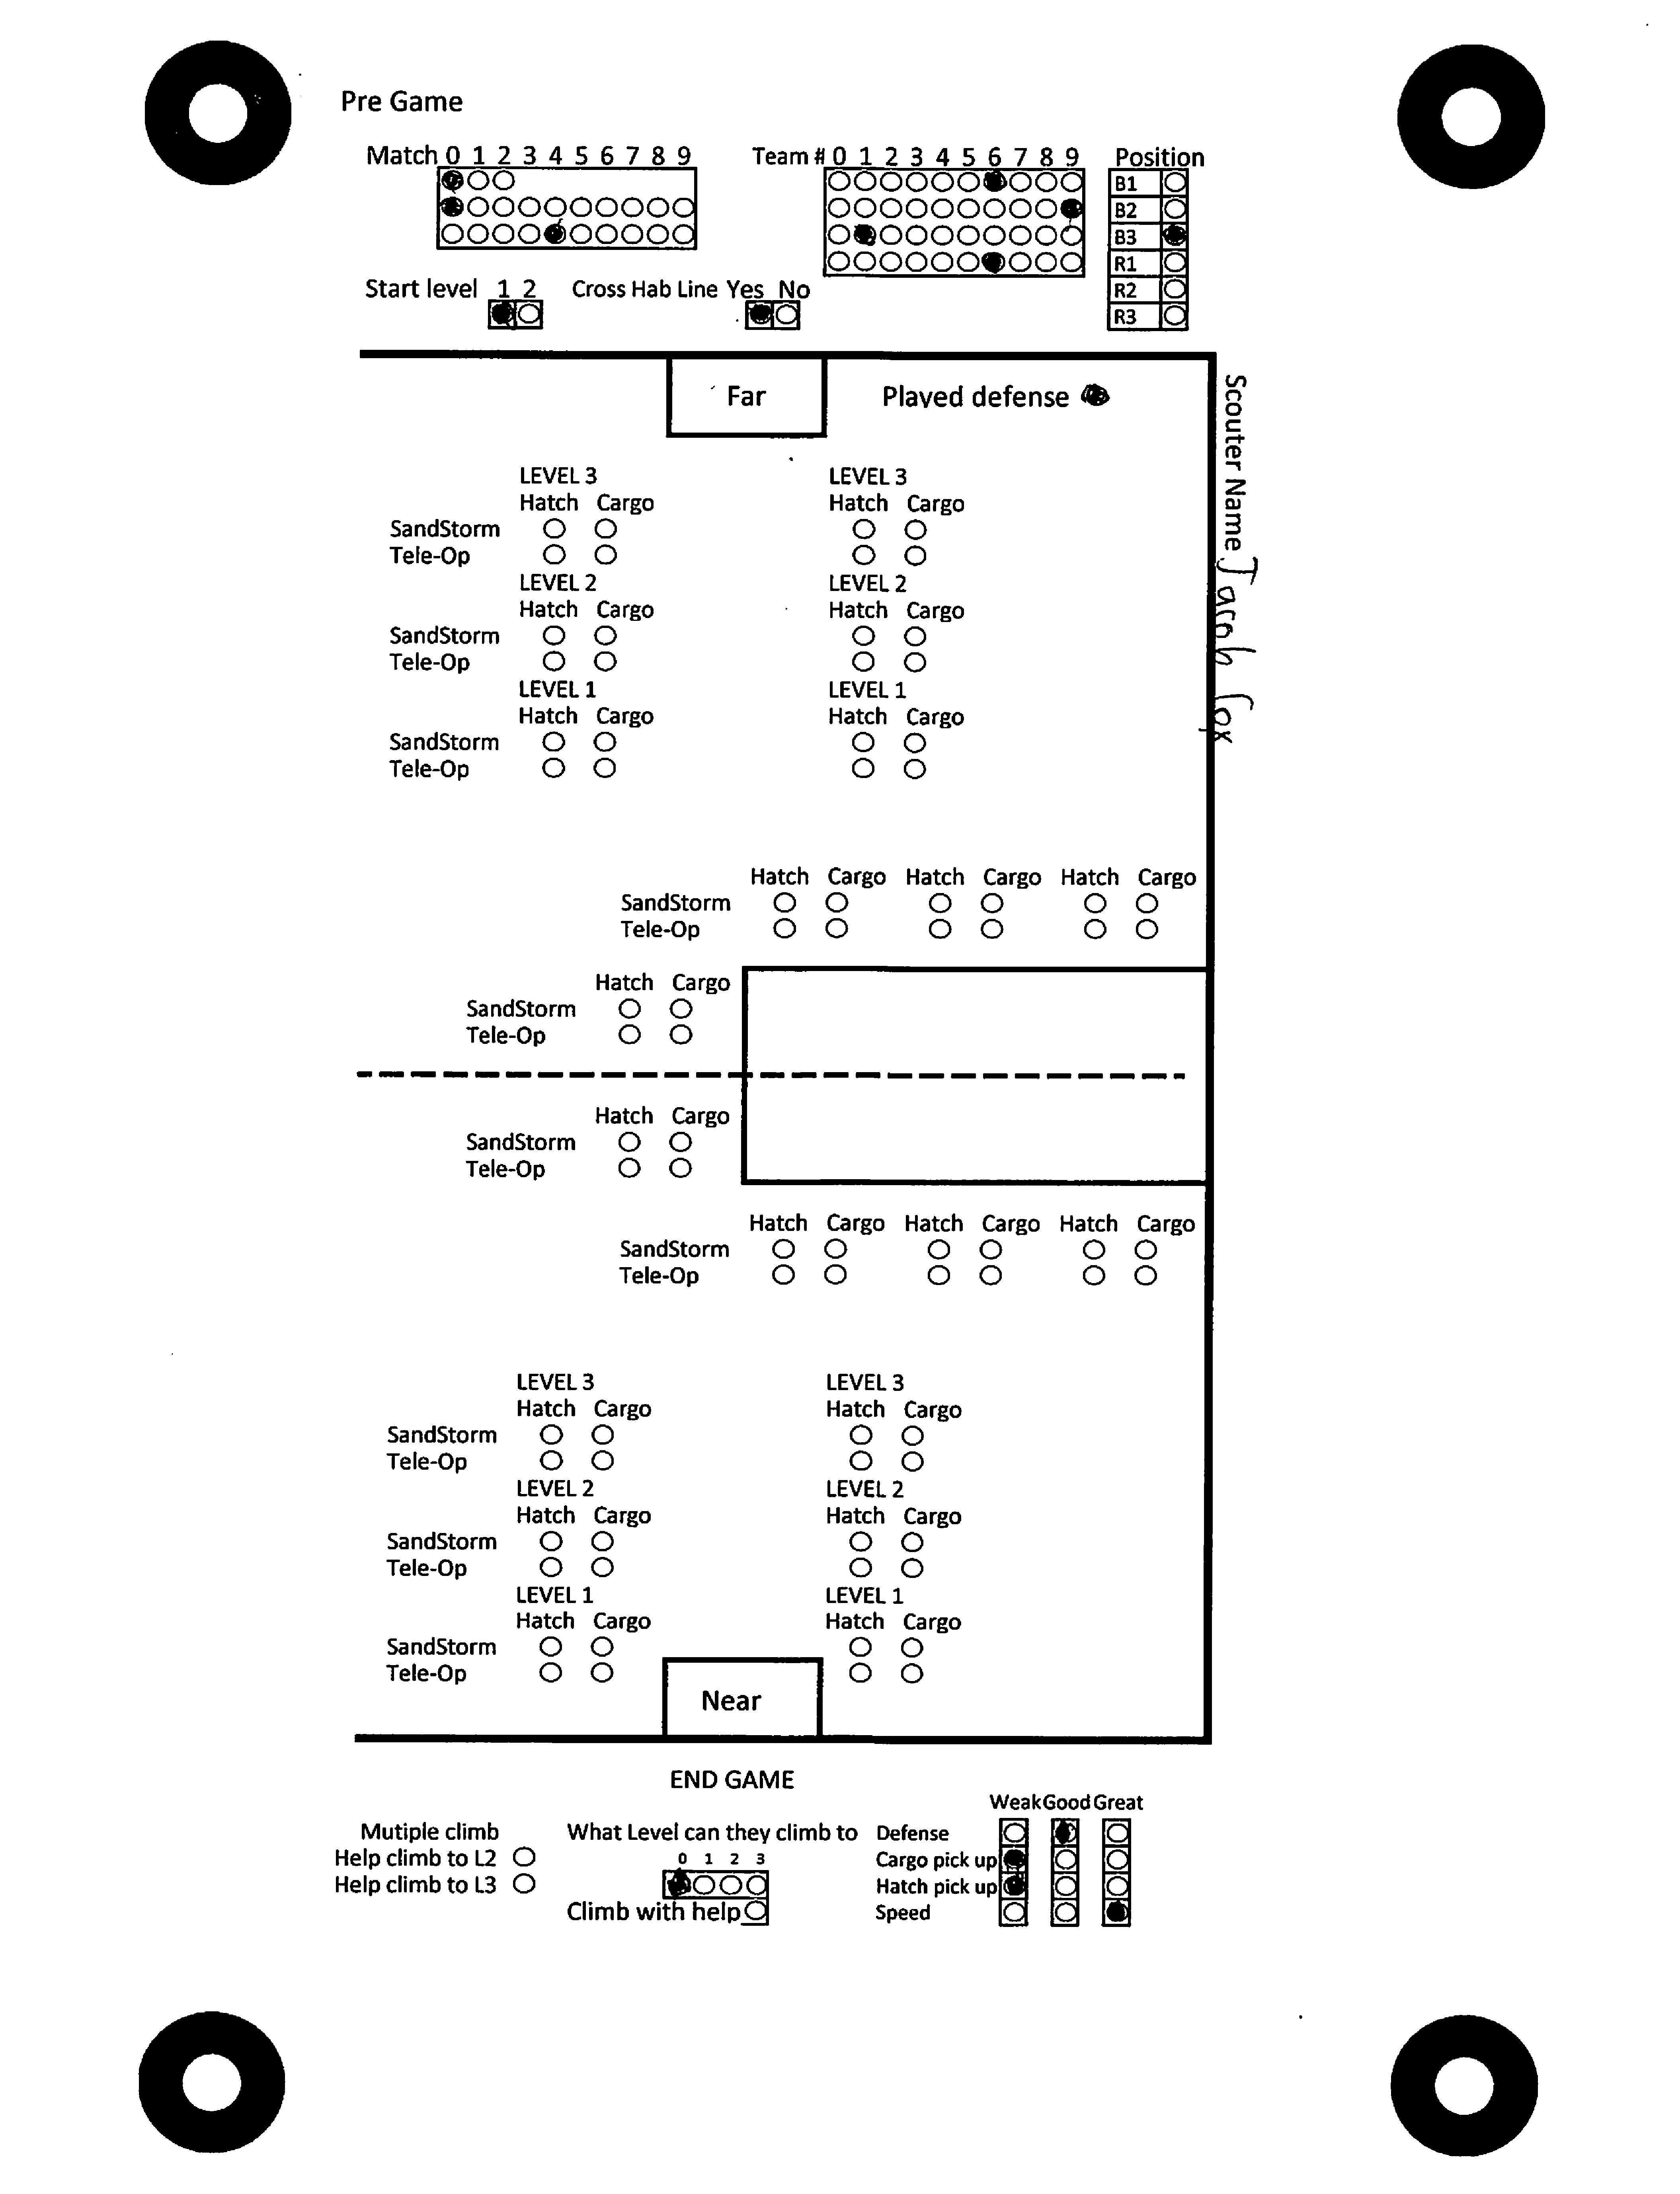 Pre Game
Match 0 1 2 3 4 5 6 7 8 9
Team # 0 1 2 3 4 5 6 7 8 9
Position
B1
B2
B3
R1
R2
R3
Start level 1 2
Cross Hab Line Yes No
Far
Played defense
Scouter Name Jacob Cox
LEVEL 3 LEVEL 3
Hatch Cargo Hatch Cargo
SandStorm
Tele-Op
LEVEL 2 LEVEL 2
Hatch Cargo Hatch Cargo
SandStorm
Tele-Op
LEVEL 1 LEVEL 1
Hatch Cargo Hatch Cargo
SandStorm
Tele-Op
Hatch Cargo Hatch Cargo Hatch Cargo
SandStorm
Tele-Op
Hatch Cargo
SandStorm
Tele-Op
Hatch Cargo
SandStorm
Tele-Op
Hatch Cargo Hatch Cargo Hatch Cargo
SandStorm
Tele-Op
LEVEL 3 LEVEL 3
Hatch Cargo Hatch Cargo
SandStorm
Tele-Op
LEVEL 2 LEVEL 2
Hatch Cargo Hatch Cargo
SandStorm
Tele-Op
LEVEL 1 LEVEL 1
Hatch Cargo Hatch Cargo
SandStorm
Tele-Op
Near
END GAME
Mutiple climb
Help climb to L2
Help climb to L3
What Level can they climb to
0 1 2 3
Climb with help
Weak Good Great
Defense
Cargo pick up
Hatch pick up
Speed